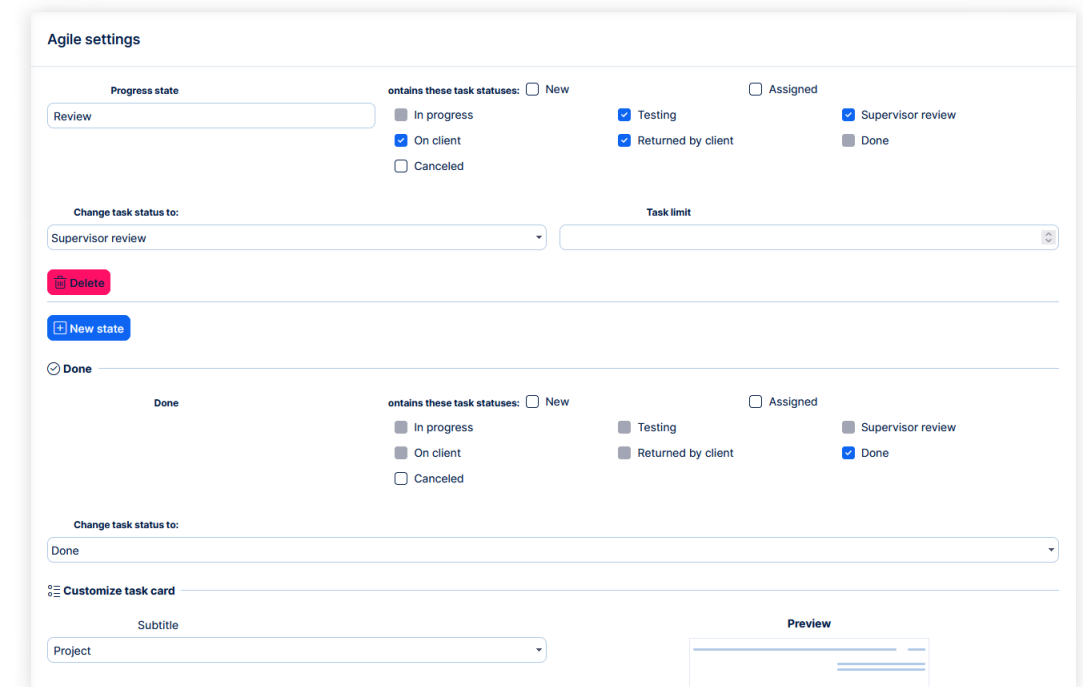 Agile settings
Progress state
ontains these task statuses: New Assigned
Review
In progress Testing Supervisor review
On client Returned by client Done
Canceled
Change task status to: Task limit
Supervisor review
Delete
New state
Done
Done
ontains these task statuses: New Assigned
In progress Testing Supervisor review
On client Returned by client Done
Canceled
Change task status to:
Done
Customize task card
Subtitle Preview
Project